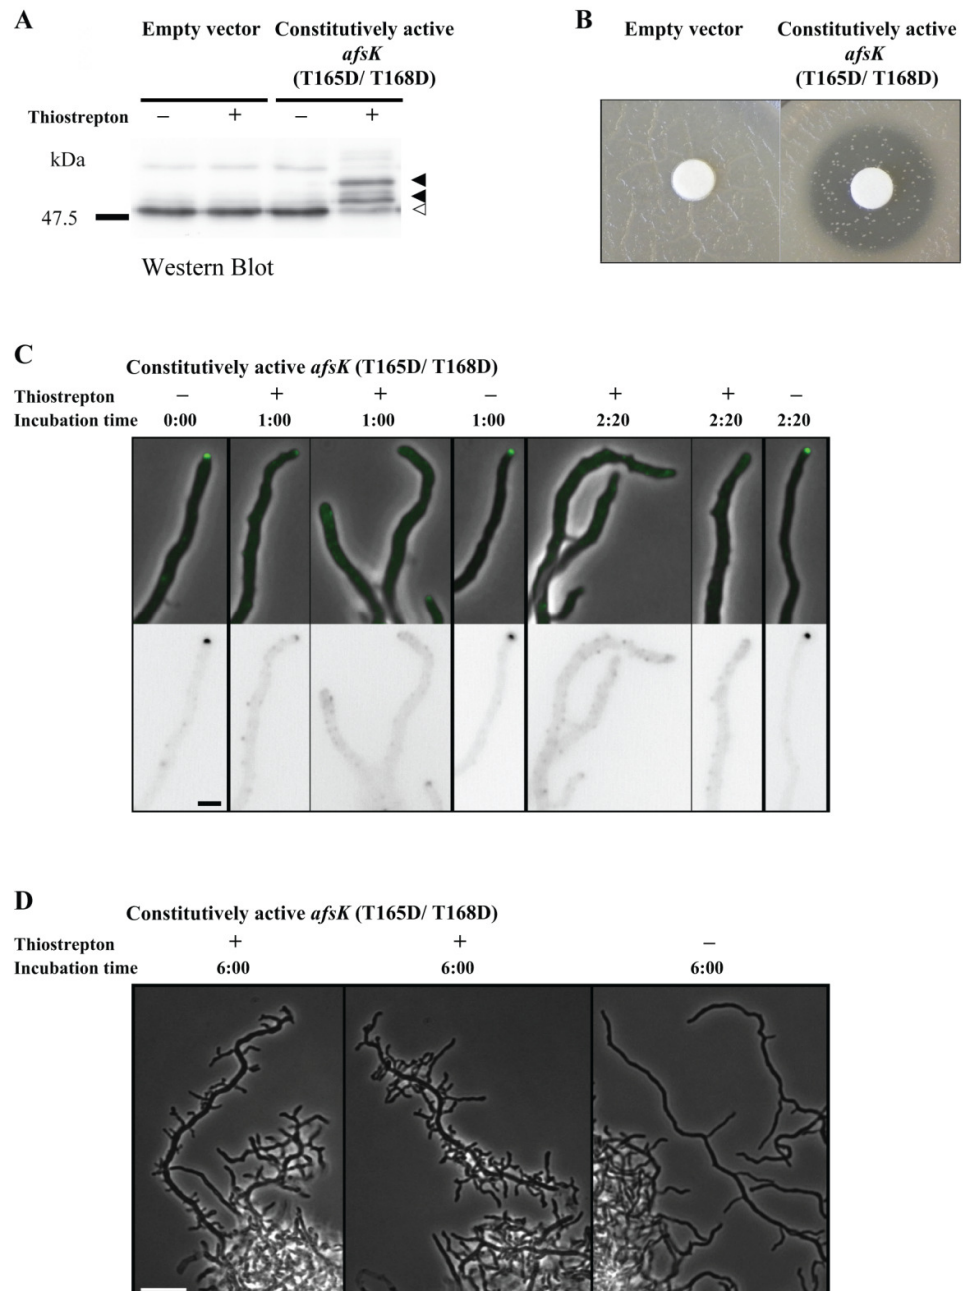 A
Empty vector
Constitutively active
afsK
(T165D/ T168D)
Thiostrepton − + − +
kDa
47.5
Western Blot
B
Empty vector
Constitutively active
afsK
(T165D/ T168D)
C
Constitutively active afsK (T165D/ T168D)
Thiostrepton − + + − + + −
Incubation time 0:00 1:00 1:00 1:00 2:20 2:20 2:20
D
Constitutively active afsK (T165D/ T168D)
Thiostrepton + + −
Incubation time 6:00 6:00 6:00